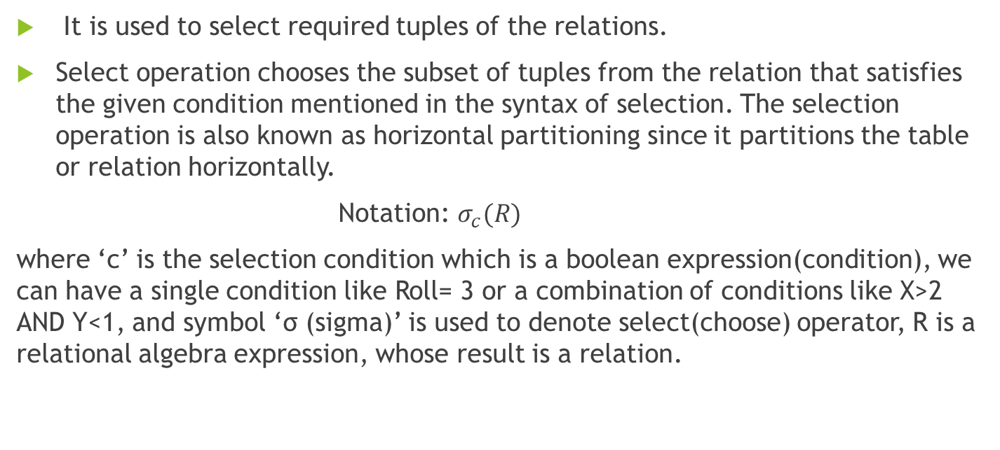 It is used to select required tuples of the relations.
Select operation chooses the subset of tuples from the relation that satisfies
the given condition mentioned in the syntax of selection. The selection
operation is also known as horizontal partitioning since it partitions the table
or relation horizontally.
Notation: 𝜎𝑐(𝑅)
where ‘c’ is the selection condition which is a boolean expression(condition), we
can have a single condition like Roll= 3 or a combination of conditions like X>2
AND Y<1, and symbol ‘σ (sigma)’ is used to denote select(choose) operator, R is a
relational algebra expression, whose result is a relation.